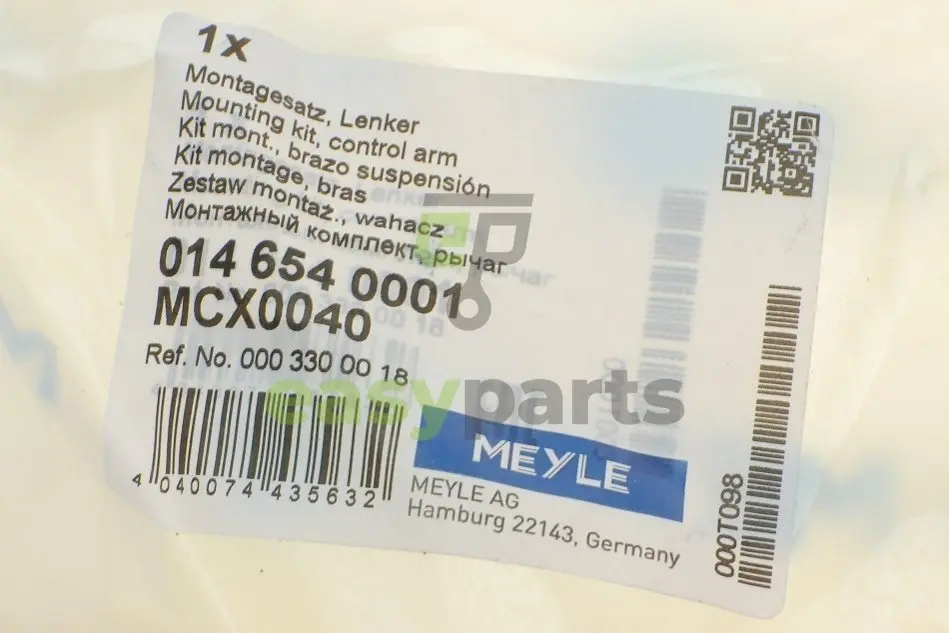 1x
Montagesatz, Lenker
Mounting kit, control arm
Kit mont., brazo suspensión
Kit montage, bras
Zestaw montaż., wahacz
Монтажный комплект, рычаг
014 654 0001
MCX0040
Ref. No. 000 330 00 18
4 040074 435632
MEYLE
MEYLE AG
Hamburg 22143, Germany
000T098
easyparts